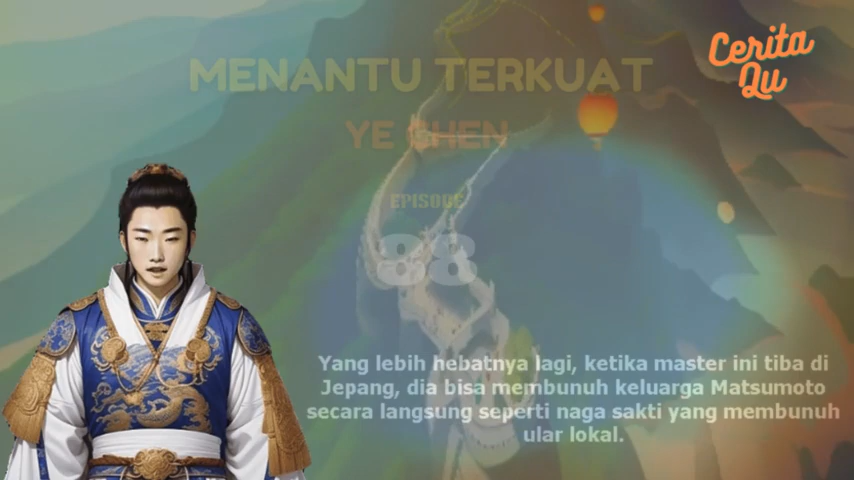 Cerita
Qu
MENANTU TERKUAT
YE CHEN
EPISODE
88
Yang lebih hebatnya lagi, ketika master ini tiba di
Jepang, dia bisa membunuh keluarga Matsumoto
secara langsung seperti naga sakti yang membunuh
ular lokal.